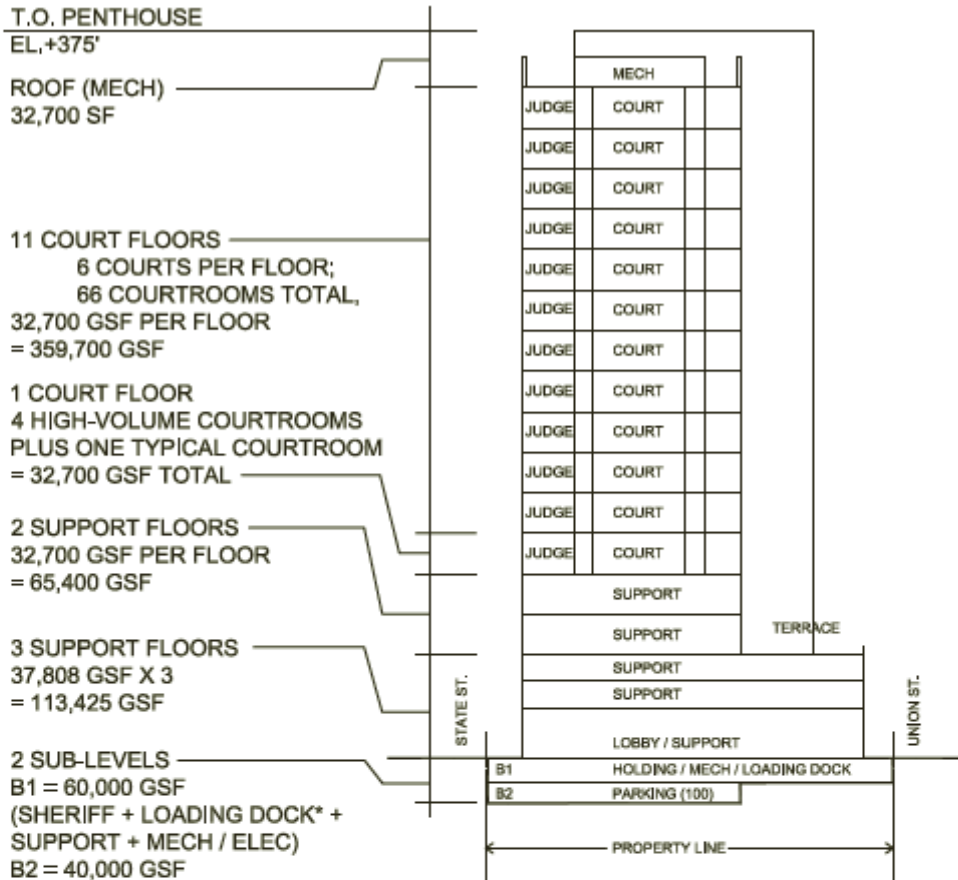 T.O. PENTHOUSE
EL.+375'
ROOF (MECH)
32,700 SF
11 COURT FLOORS
6 COURTS PER FLOOR;
66 COURTROOMS TOTAL,
32,700 GSF PER FLOOR
= 359,700 GSF
1 COURT FLOOR
4 HIGH-VOLUME COURTROOMS
PLUS ONE TYPICAL COURTROOM
= 32,700 GSF TOTAL
2 SUPPORT FLOORS
32,700 GSF PER FLOOR
= 65,400 GSF
3 SUPPORT FLOORS
37,808 GSF X 3
= 113,425 GSF
2 SUB-LEVELS
B1 = 60,000 GSF
(SHERIFF + LOADING DOCK* +
SUPPORT + MECH / ELEC)
B2 = 40,000 GSF
MECH
JUDGE COURT
JUDGE COURT
JUDGE COURT
JUDGE COURT
JUDGE COURT
JUDGE COURT
JUDGE COURT
JUDGE COURT
JUDGE COURT
JUDGE COURT
JUDGE COURT
JUDGE COURT
SUPPORT
SUPPORT
TERRACE
SUPPORT
SUPPORT
LOBBY / SUPPORT
STATE ST.
UNION ST.
B1 HOLDING / MECH / LOADING DOCK
B2 PARKING (100)
PROPERTY LINE